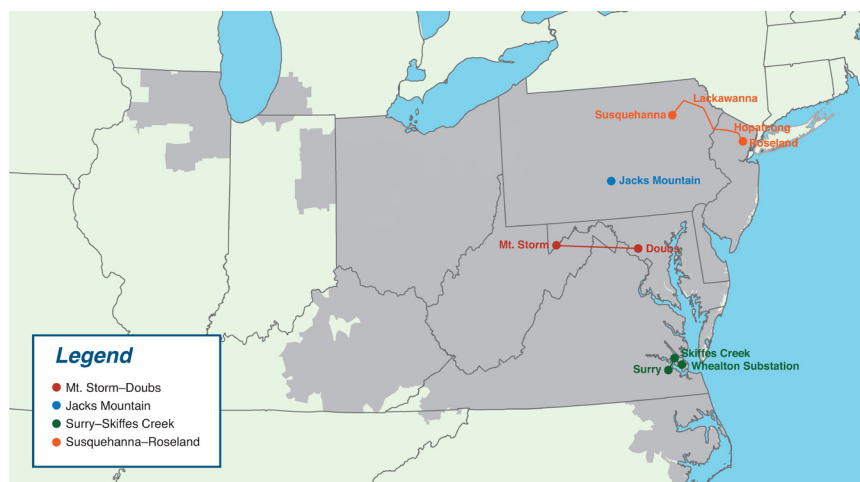 Lackawanna
Susquehanna
Hopatcong
Roseland
Jacks Mountain
Mt. Storm
Doubs
Skiffes Creek
Whealton Substation
Surry
Legend
Mt. Storm–Doubs
Jacks Mountain
Surry–Skiffes Creek
Susquehanna–Roseland